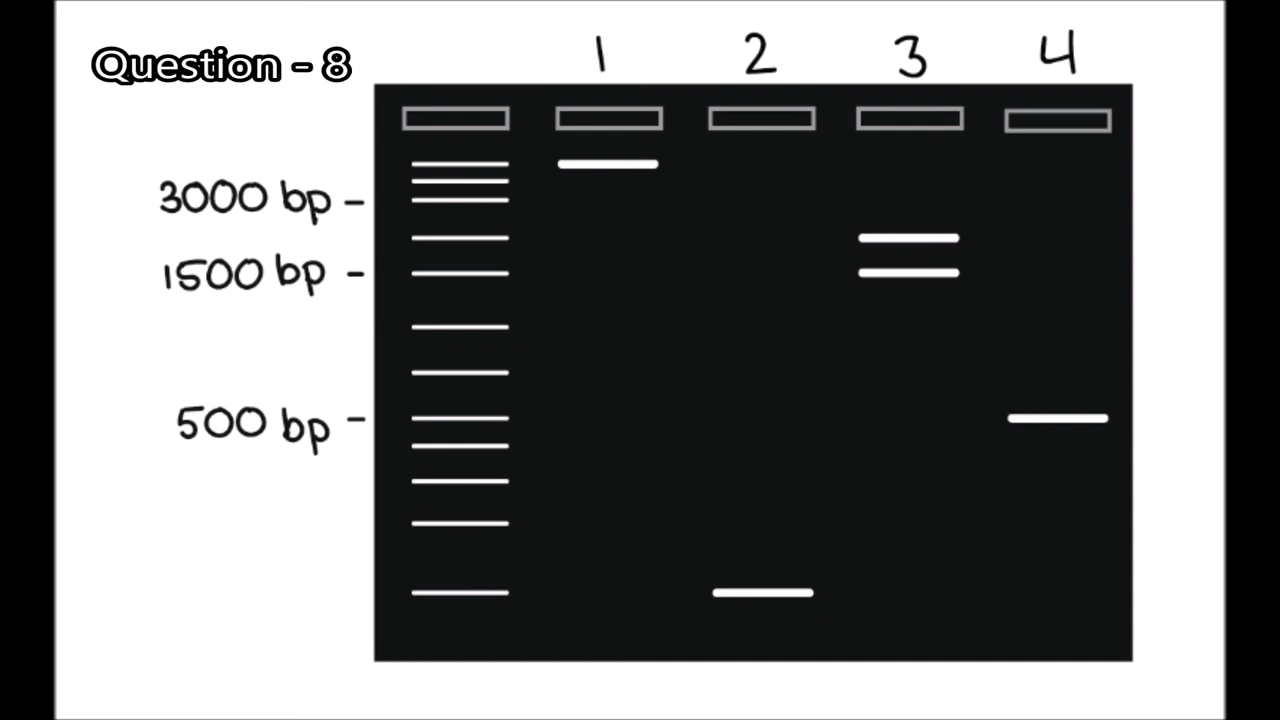 Question - 8
1 2 3 4
3000 bp -
1500 bp -
500 bp -